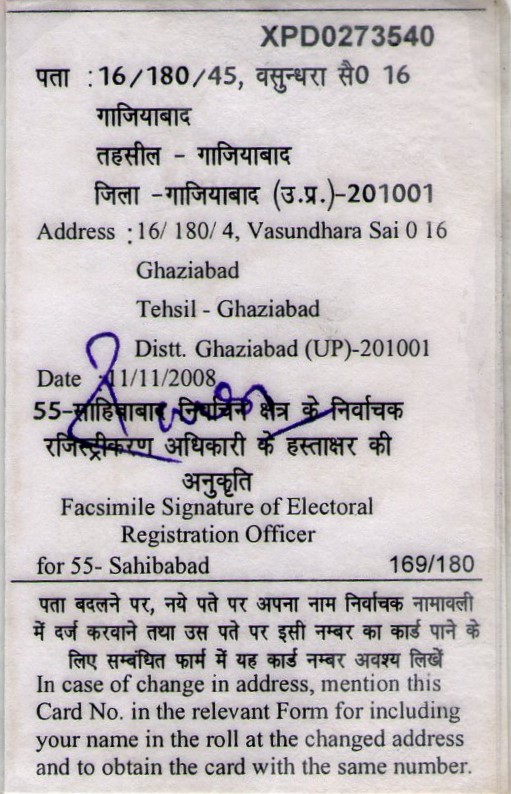 XPD0273540
पता : 16/180/45, वसुन्धरा सै0 16
गाजियाबाद
तहसील - गाजियाबाद
जिला -गाजियाबाद (उ.प्र.)-201001
Address : 16/ 180/ 4, Vasundhara Sai 0 16
Ghaziabad
Tehsil - Ghaziabad
Distt. Ghaziabad (UP)-201001
Date :11/11/2008
55-साहिबाबाद निर्वाचन क्षेत्र के निर्वाचक
रजिस्ट्रीकरण अधिकारी के हस्ताक्षर की
अनुकृति
Facsimile Signature of Electoral
Registration Officer
for 55- Sahibabad 169/180
पता बदलने पर, नये पते पर अपना नाम निर्वाचक नामावली
में दर्ज करवाने तथा उस पते पर इसी नम्बर का कार्ड पाने के
लिए सम्बंधित फार्म में यह कार्ड नम्बर अवश्य लिखें
In case of change in address, mention this
Card No. in the relevant Form for including
your name in the roll at the changed address
and to obtain the card with the same number.